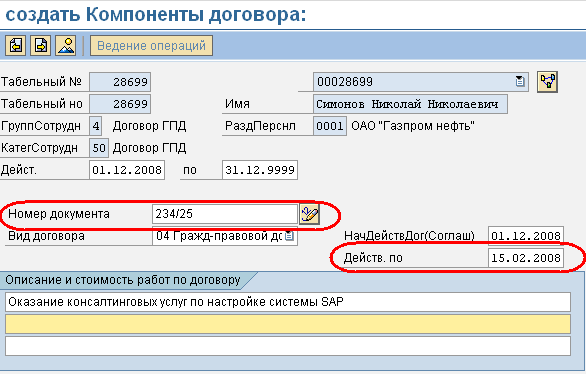 создать Компоненты договора:
Ведение операций
Табельный № 28699 00028699
Табельный но 28699 Имя Симонов Николай Николаевич
ГруппСотрудн 4 Договор ГПД РаздПерснл 0001 ОАО "Газпром нефть"
КатегСотрудн 50 Договор ГПД
Дейст. 01.12.2008 по 31.12.9999
Номер документа 234/25
Вид договора 04 Гражд-правовой до НачДействДог(Соглаш) 01.12.2008
Действ. по 15.02.2008
Описание и стоимость работ по договору
Оказание консалтинговых услуг по настройке системы SAP